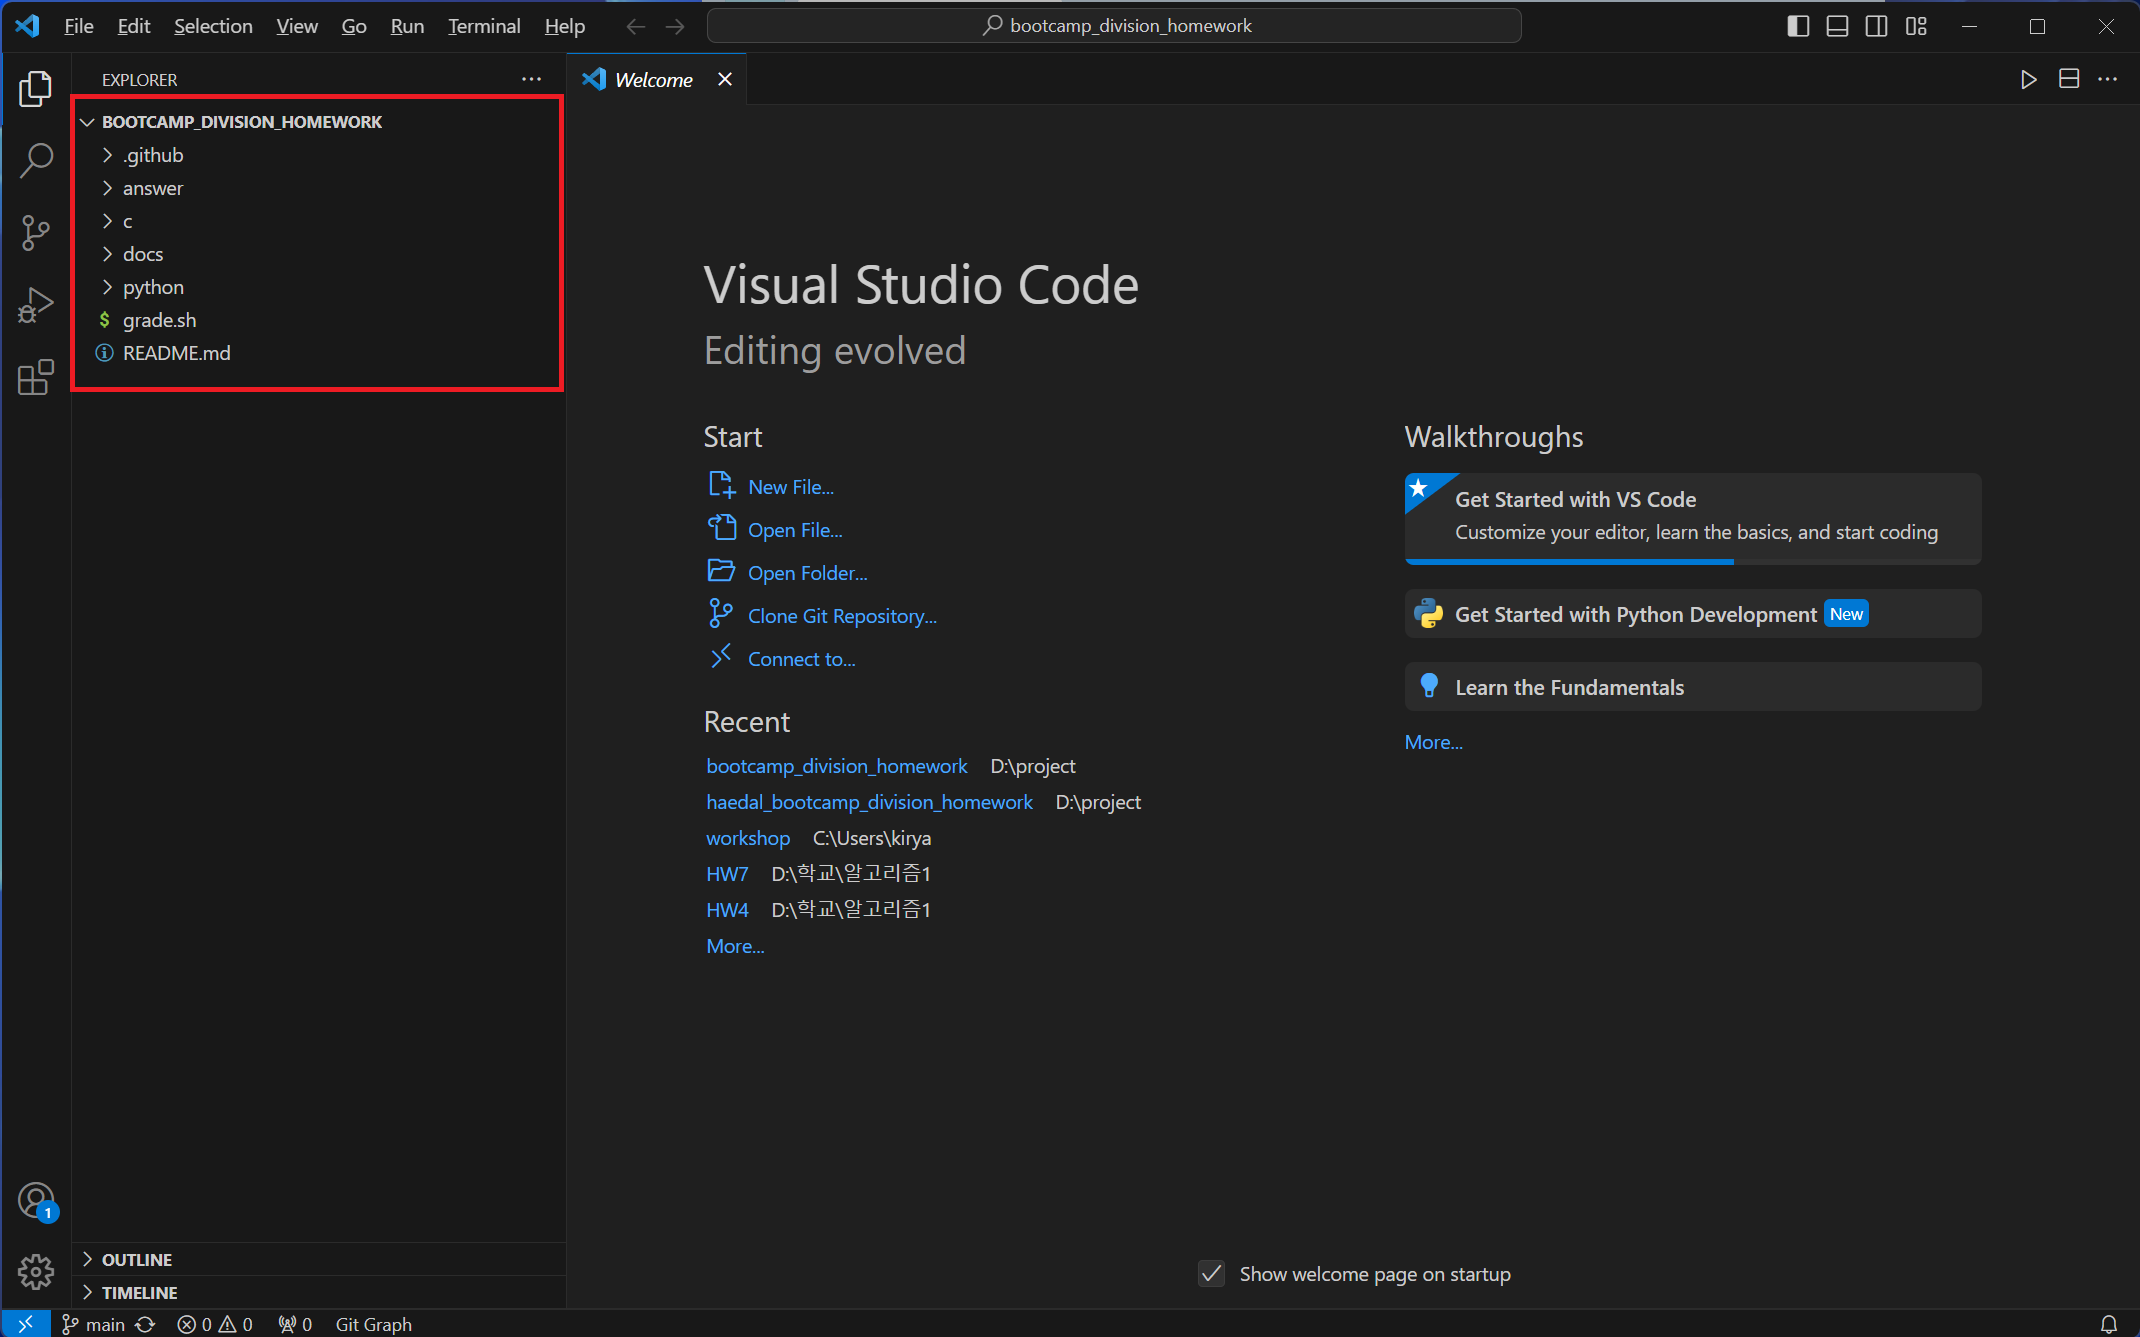 File Edit Selection View Go Run Terminal Help bootcamp_division_homework
EXPLORER
BOOTCAMP_DIVISION_HOMEWORK
.github
answer
c
docs
python
$ grade.sh
README.md
OUTLINE
TIMELINE
Welcome
Visual Studio Code
Editing evolved
Start
New File...
Open File...
Open Folder...
Clone Git Repository...
Connect to...
Recent
bootcamp_division_homework D:\project
haedal_bootcamp_division_homework D:\project
workshop C:\Users\kirya
HW7 D:\학교\알고리즘1
HW4 D:\학교\알고리즘1
More...
Walkthroughs
Get Started with VS Code
Customize your editor, learn the basics, and start coding
Get Started with Python Development New
Learn the Fundamentals
More...
Show welcome page on startup
1
main 0 0 0 Git Graph